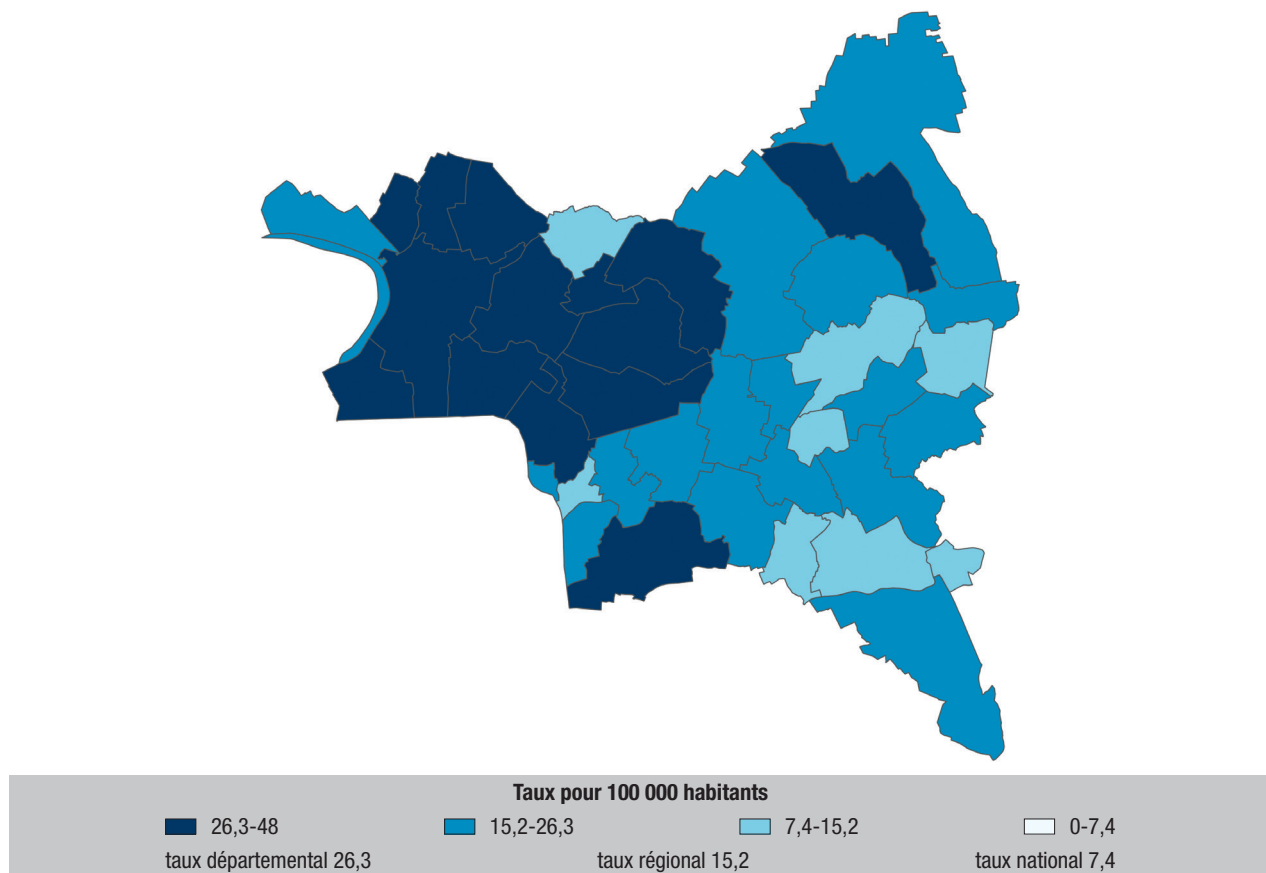 Taux pour 100 000 habitants
26,3-48 15,2-26,3 7,4-15,2 0-7,4
taux départemental 26,3 taux régional 15,2 taux national 7,4